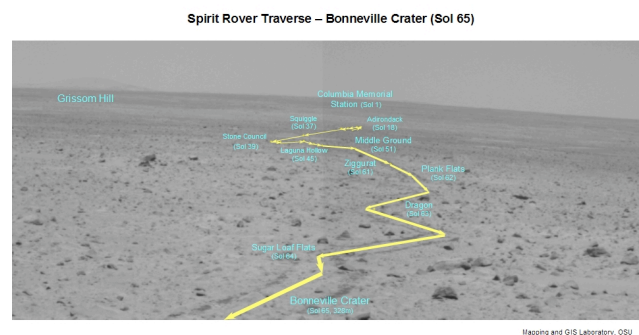 Spirit Rover Traverse – Bonneville Crater (Sol 65)
Grissom Hill
Columbia Memorial
Station (Sol 1)
Squiggle
(Sol 37)
Adirondack
(Sol 18)
Stone Council
(Sol 39)
Laguna Hollow
(Sol 45)
Middle Ground
(Sol 51)
Ziggurat
(Sol 61)
Plank Flats
(Sol 62)
Dragon
Sugar Loaf Flats
(Sol 64)
Bonneville Crater
Mapping and GIS Laboratory, OSU